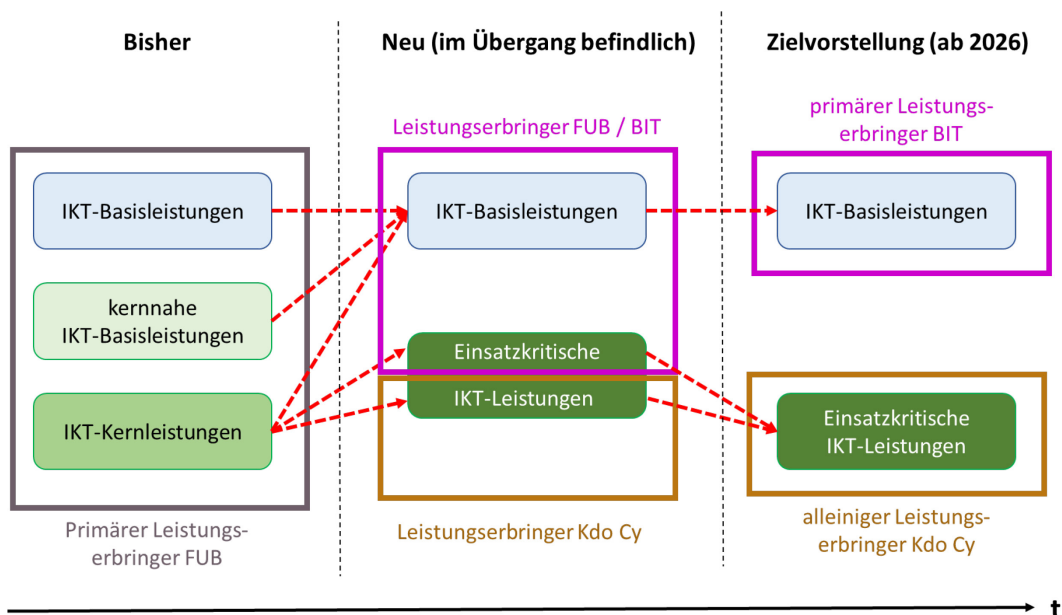 Bisher
Neu (im Übergang befindlich)
Zielvorstellung (ab 2026)
Leistungserbringer FUB / BIT
primärer Leistungs-
erbringer BIT
IKT-Basisleistungen
IKT-Basisleistungen
IKT-Basisleistungen
kernnahe
IKT-Basisleistungen
Einsatzkritische
IKT-Leistungen
IKT-Kernleistungen
Einsatzkritische
IKT-Leistungen
Primärer Leistungs-
erbringer FUB
Leistungserbringer Kdo Cy
alleiniger Leistungs-
erbringer Kdo Cy
t